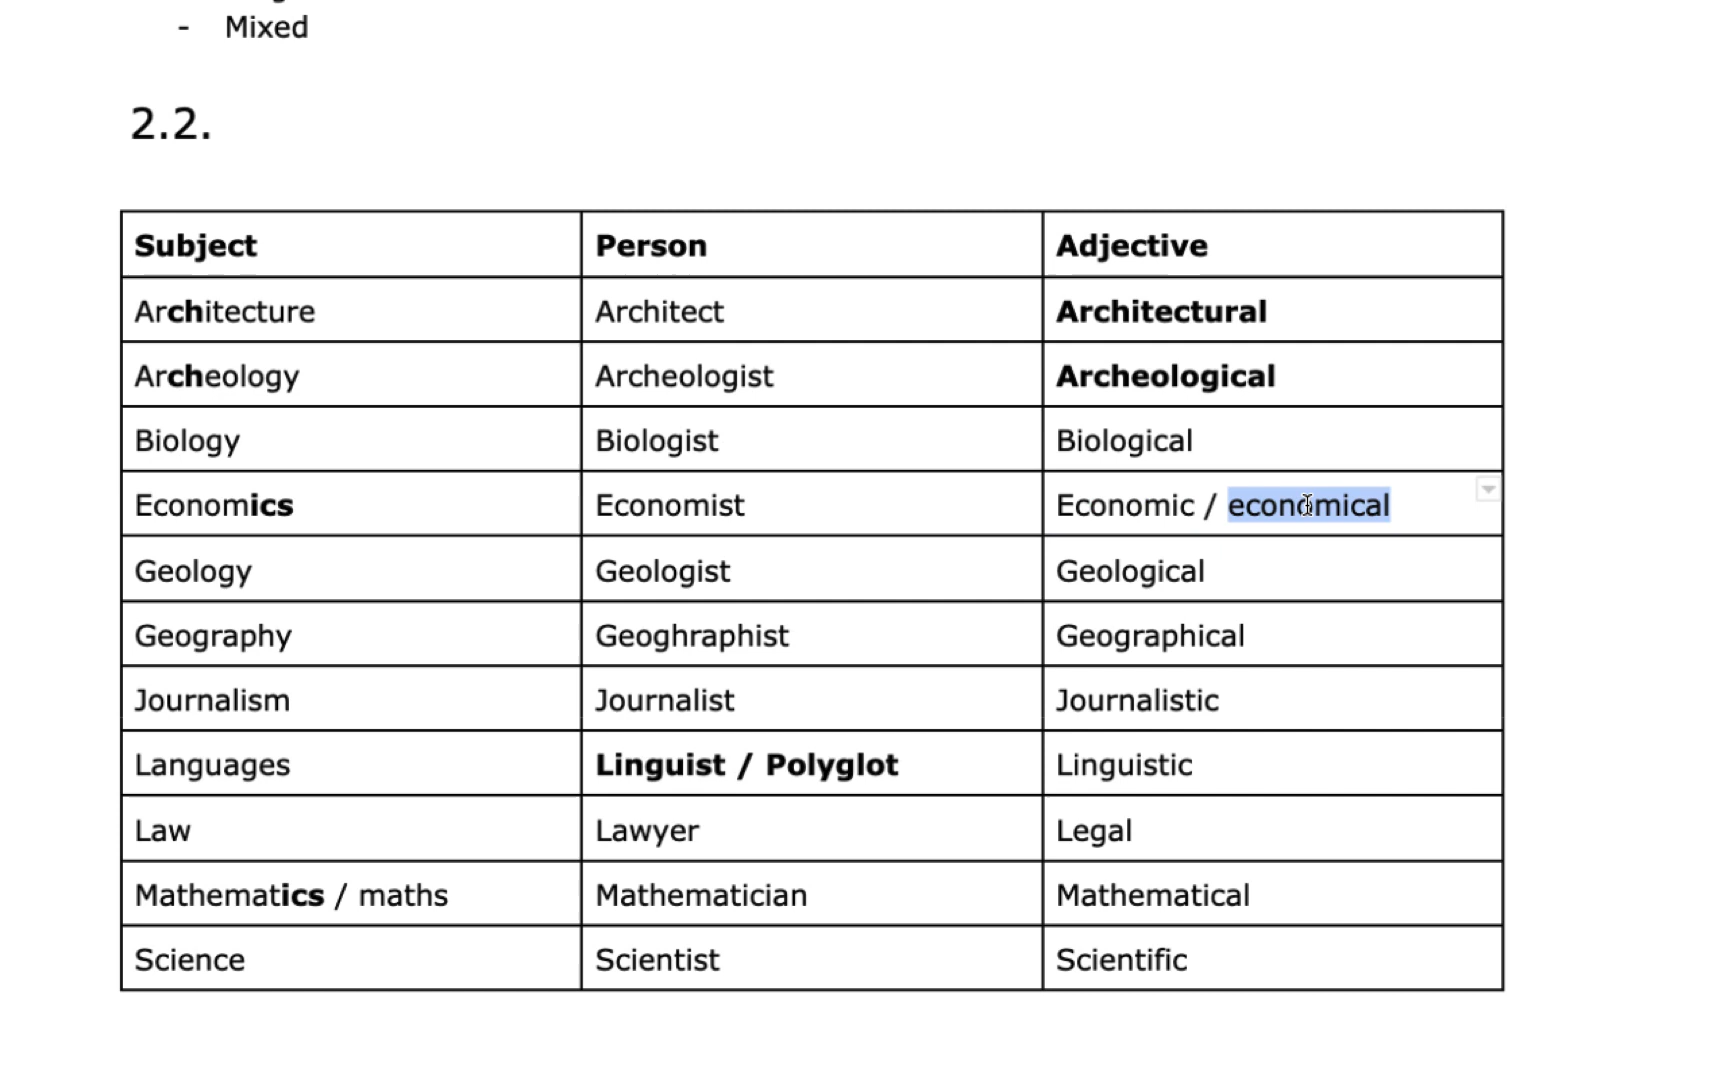 - Mixed
2.2.
Subject Person Adjective
Architecture Architect Architectural
Archeology Archeologist Archeological
Biology Biologist Biological
Economics Economist Economic / economical
Geology Geologist Geological
Geography Geoghraphist Geographical
Journalism Journalist Journalistic
Languages Linguist / Polyglot Linguistic
Law Lawyer Legal
Mathematics / maths Mathematician Mathematical
Science Scientist Scientific